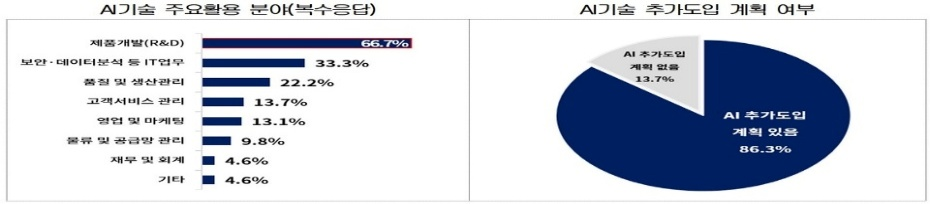 AI기술 주요활용 분야(복수응답)
제품개발(R&D) 66.7%
보안·데이터분석 등 IT업무 33.3%
품질 및 생산관리 22.2%
고객서비스 관리 13.7%
영업 및 마케팅 13.1%
물류 및 공급망 관리 9.8%
재무 및 회계 4.6%
기타 4.6%
AI기술 추가도입 계획 여부
AI 추가도입
계획 없음
13.7%
AI 추가도입
계획 있음
86.3%